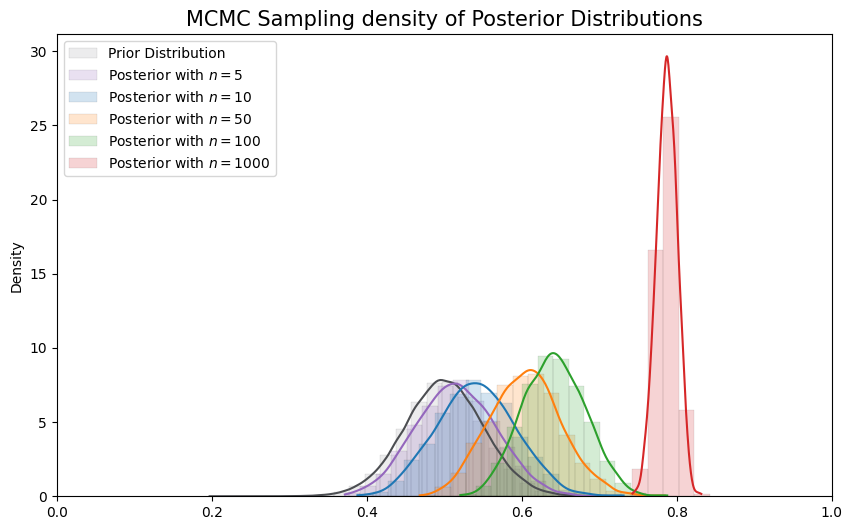 MCMC Sampling density of Posterior Distributions
Prior Distribution
Posterior with n = 5
Posterior with n = 10
Posterior with n = 50
Posterior with n = 100
Posterior with n = 1000
Density
30
25
20
15
10
5
0
0.0 0.2 0.4 0.6 0.8 1.0